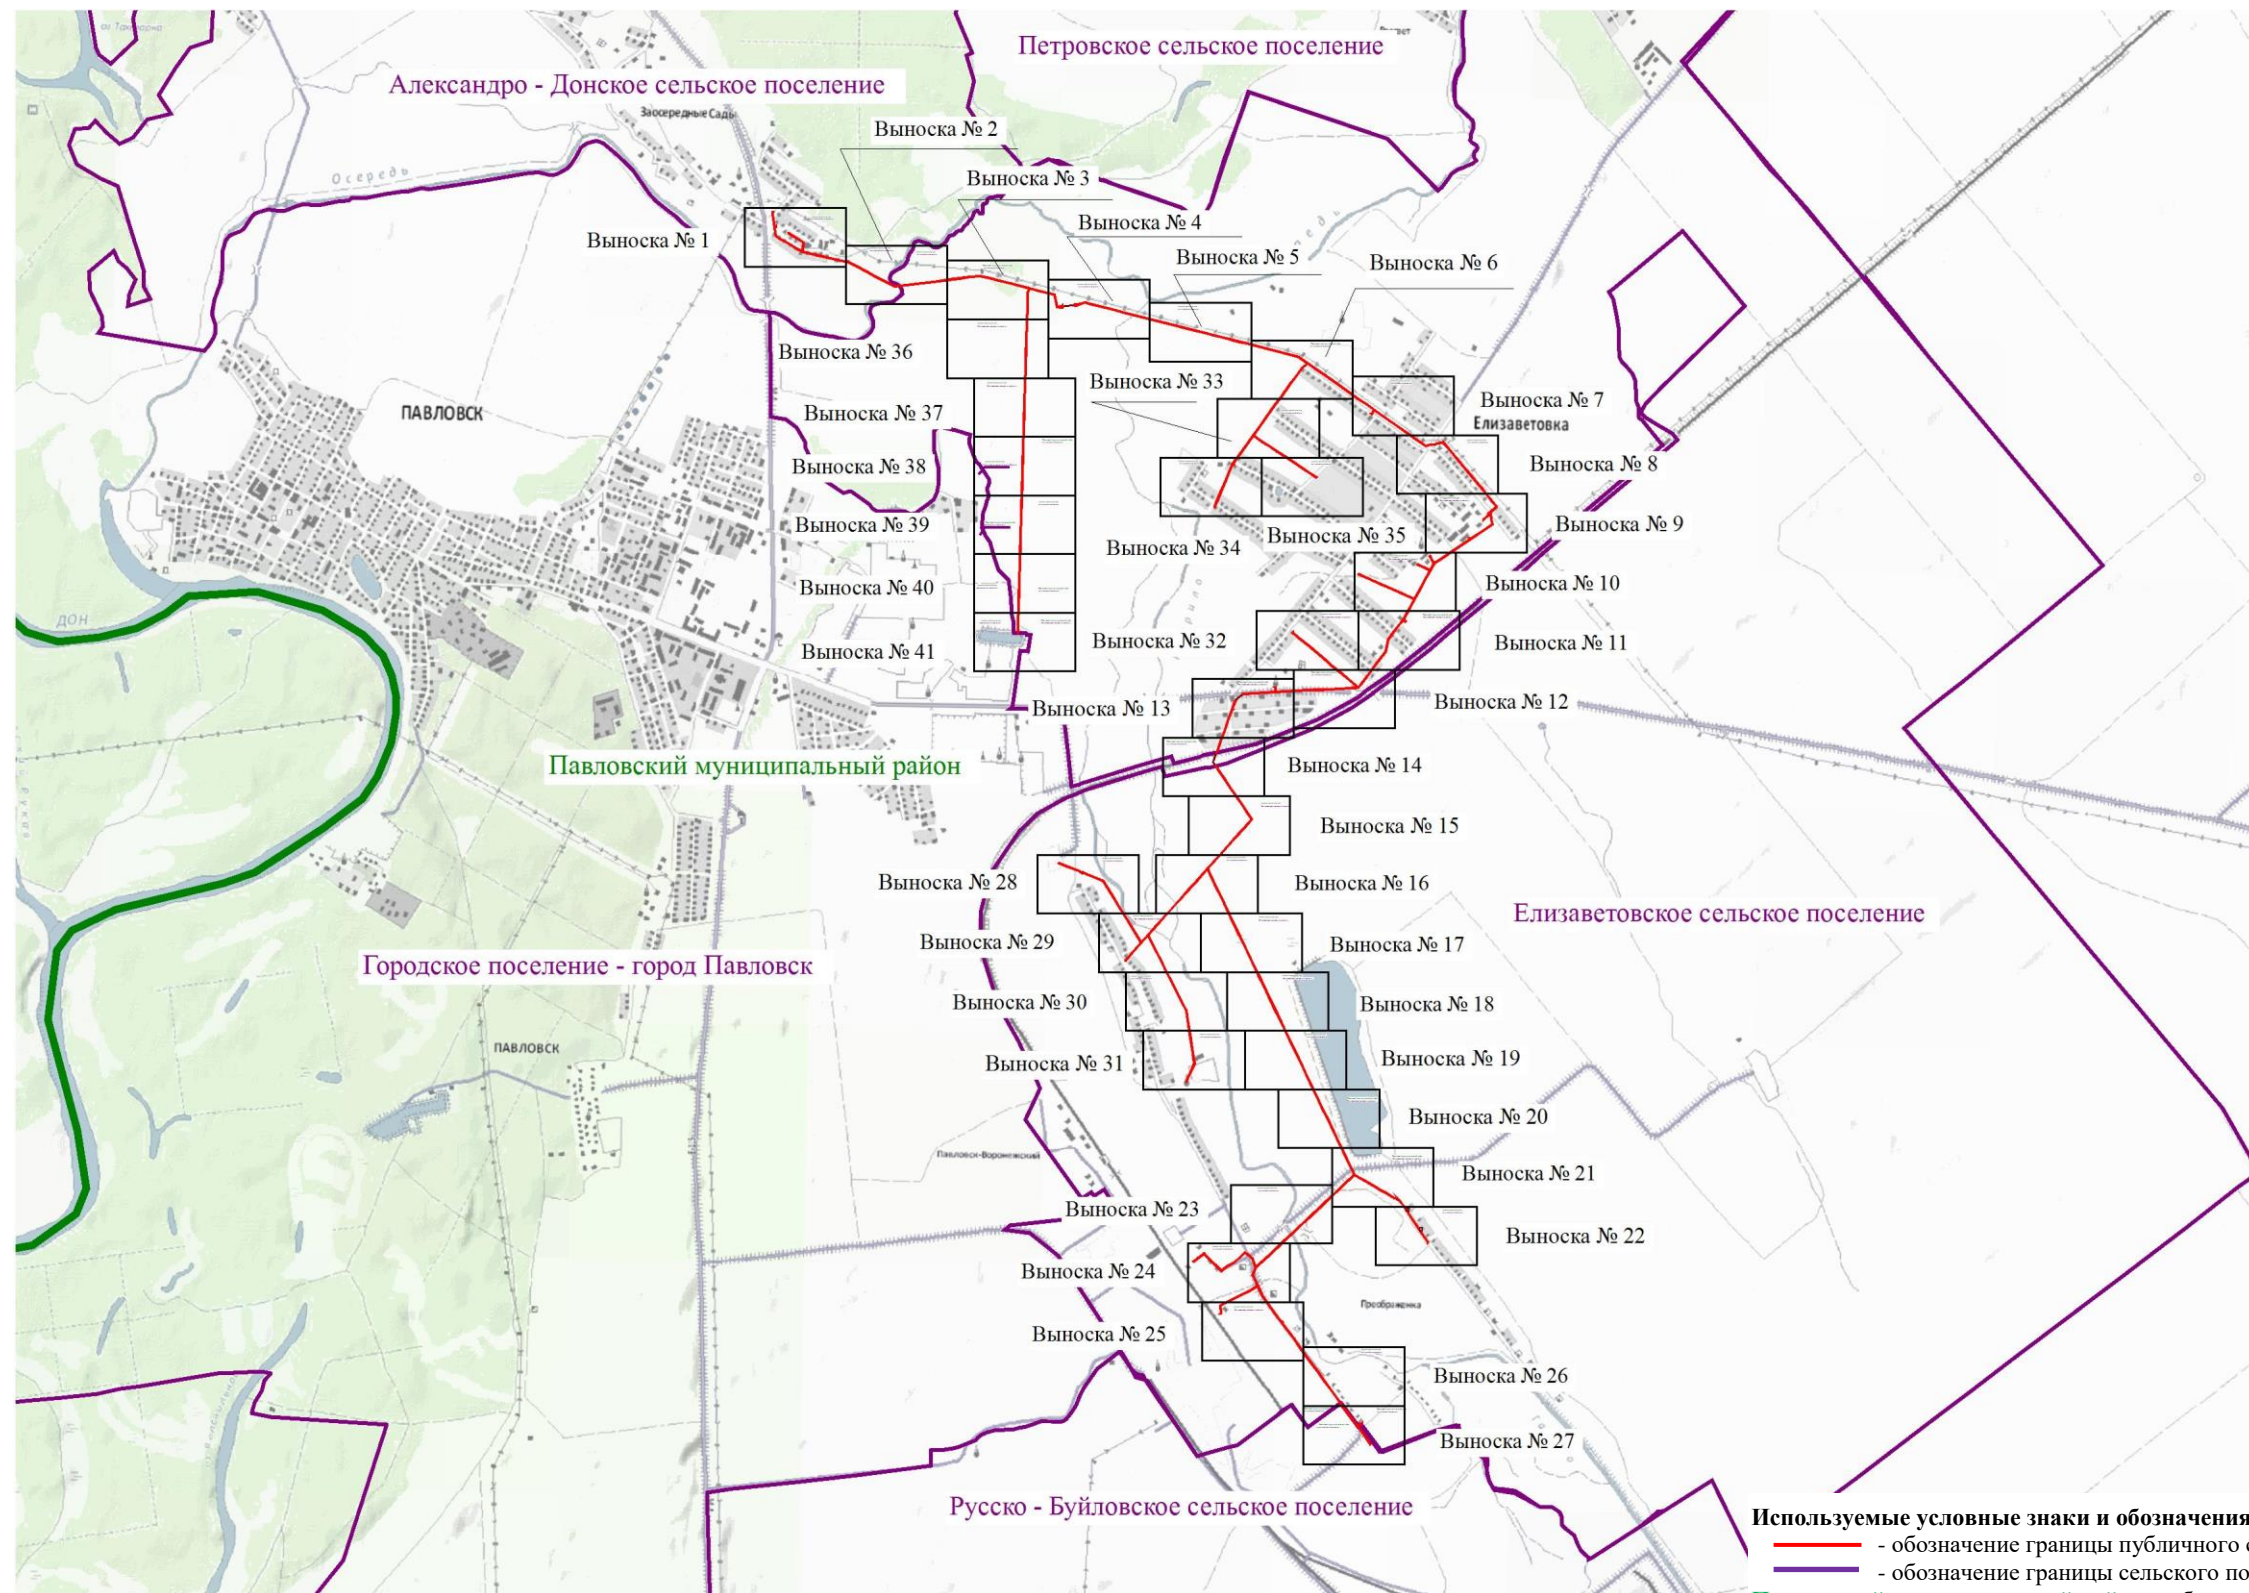 Петровское сельское поселение
Александро - Донское сельское поселение
Заосередные Сады
Выноска № 2
Осередь
Выноска № 3
Выноска № 4
Выноска № 1
Выноска № 5
Выноска № 6
Выноска № 36
Выноска № 33
Выноска № 7
ПАВЛОВСК
Выноска № 37
Елизаветовка
Выноска № 38
Выноска № 8
Выноска № 39
Выноска № 9
Выноска № 35
Выноска № 34
Выноска № 40
Выноска № 10
ДОН
Выноска № 32
Выноска № 11
Выноска № 41
Выноска № 13
Выноска № 12
Павловский муниципальный район
Выноска № 14
Выноска № 15
Выноска № 28
Выноска № 16
Елизаветовское сельское поселение
Выноска № 29
Выноска № 17
Городское поселение - город Павловск
Выноска № 30
Выноска № 18
ПАВЛОВСК
Выноска № 31
Выноска № 19
Выноска № 20
Павловск-Воронежский
Выноска № 21
Выноска № 23
Выноска № 22
Выноска № 24
Преображенка
Выноска № 25
Выноска № 26
Выноска № 27
Русско - Буйловское сельское поселение
Используемые условные знаки и обозначения
- обозначение границы публичного с
- обозначение границы сельского по